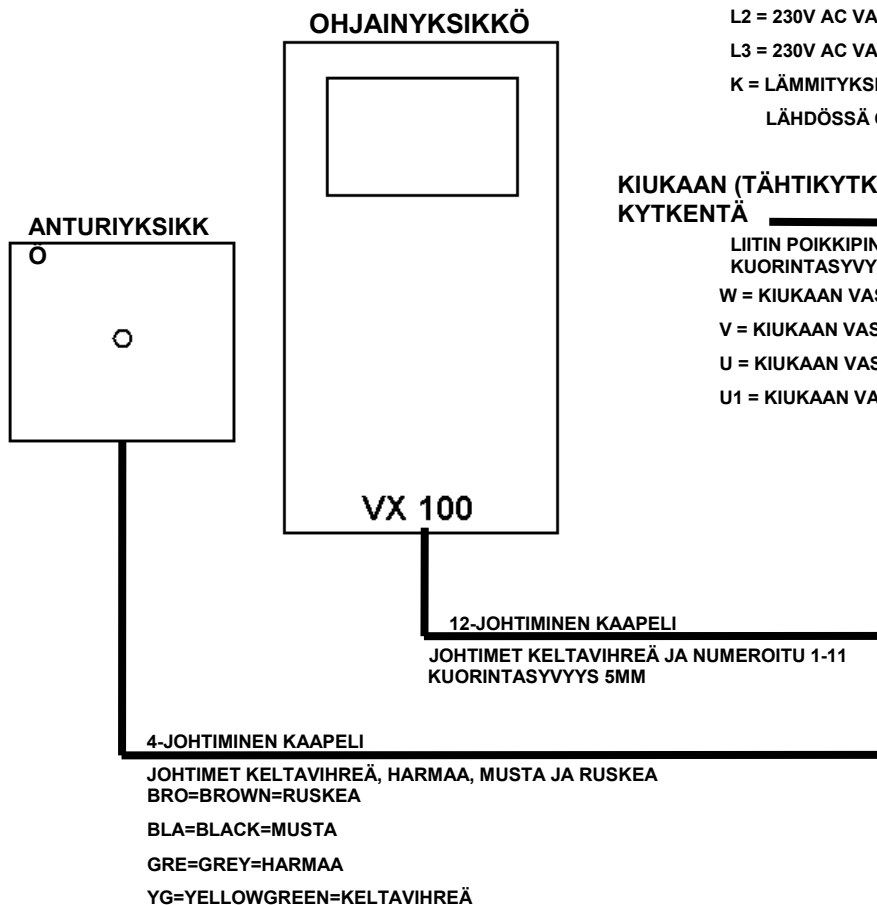 OHJAINYKSIKKÖ
L2 = 230V AC VA
L3 = 230V AC VA
K = LÄMMITYKS
LÄHDÖSSÄ
KIUKAAN (TÄHTIKYTK
KYTKENTÄ
LIITIN POIKKIPIN
KUORINTASYVY
W = KIUKAAN VAS
V = KIUKAAN VAS
U = KIUKAAN VAS
U1 = KIUKAAN VA
ANTURIYKSIKK
Ö
VX 100
12-JOHTIMINEN KAAPELI
JOHTIMET KELTAVIHREÄ JA NUMEROITU 1-11
KUORINTASYVYYS 5MM
4-JOHTIMINEN KAAPELI
JOHTIMET KELTAVIHREÄ, HARMAA, MUSTA JA RUSKEA
BRO=BROWN=RUSKEA
BLA=BLACK=MUSTA
GRE=GREY=HARMAA
YG=YELLOWGREEN=KELTAVIHREÄ